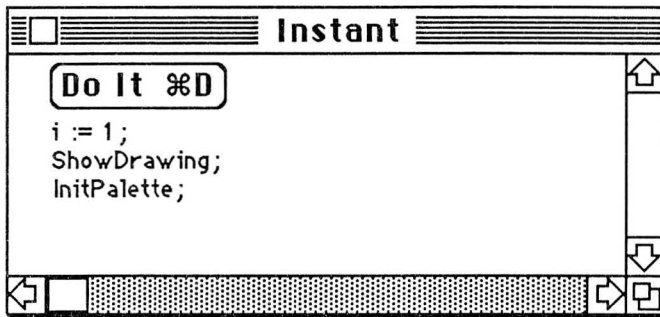 Instant
Do It ⌘D
i := 1;
ShowDrawing;
InitPalette;